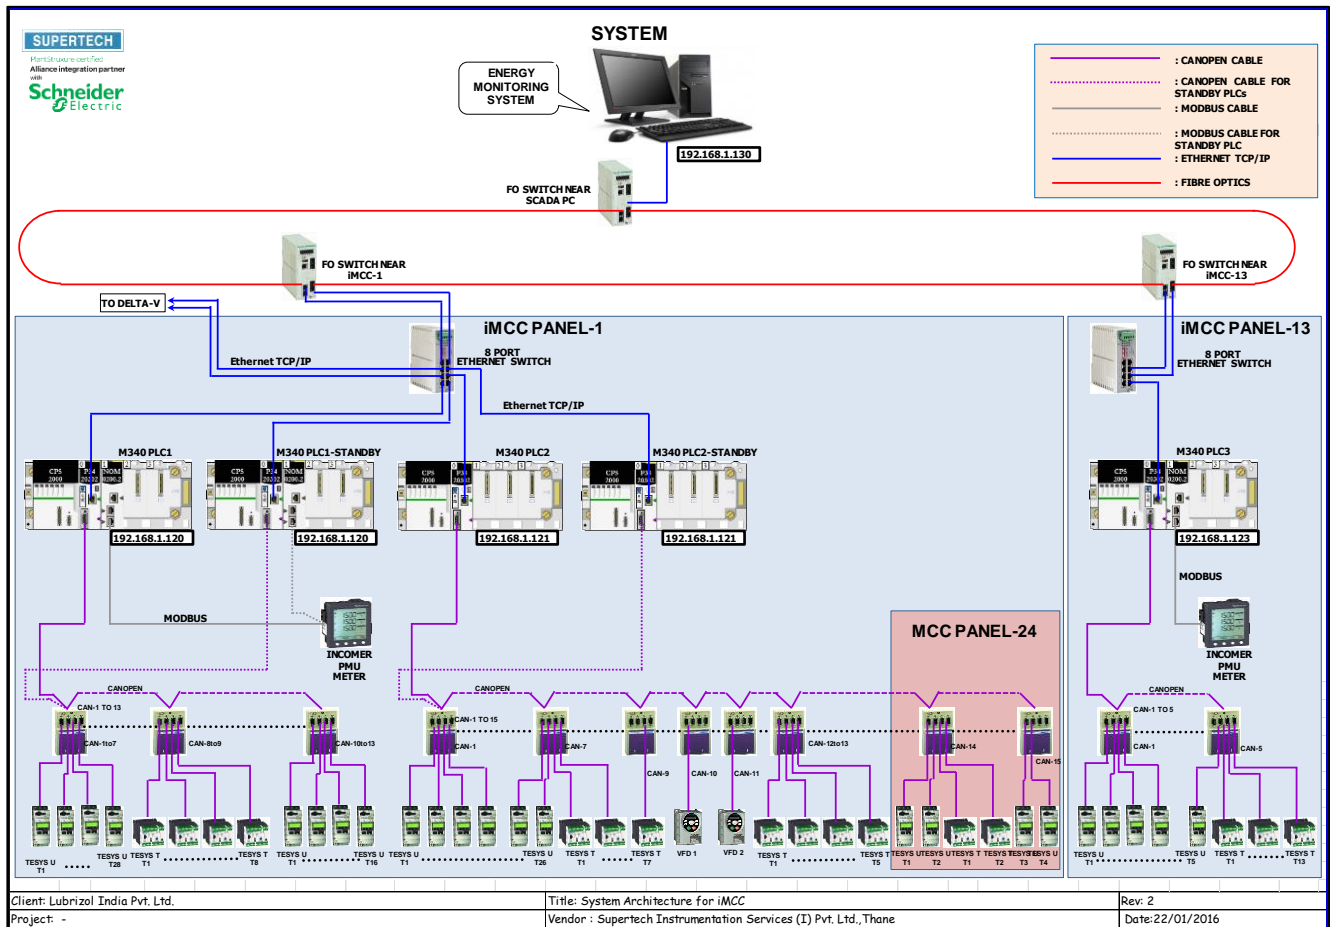 SUPERTECH
PlantStruxure certified
Alliance integration partner
with
Schneider
Electric
SYSTEM
ENERGY
MONITORING
SYSTEM
192.168.1.130
: CANOPEN CABLE
: CANOPEN CABLE FOR
STANDBY PLCs
: MODBUS CABLE
: MODBUS CABLE FOR
STANDBY PLC
: ETHERNET TCP/IP
: FIBRE OPTICS
FO SWITCH NEAR
SCADA PC
FO SWITCH NEAR
iMCC-1
FO SWITCH NEAR
iMCC-13
TO DELTA-V
iMCC PANEL-1
8 PORT
ETHERNET SWITCH
Ethernet TCP/IP
Ethernet TCP/IP
iMCC PANEL-13
8 PORT
ETHERNET SWITCH
M340 PLC1
M340 PLC1-STANDBY
M340 PLC2
M340 PLC2-STANDBY
M340 PLC3
CPS
2000
CPS
2000
CPS
2000
CPS
2000
CPS
2000
192.168.1.120
192.168.1.120
192.168.1.121
192.168.1.121
192.168.1.123
MODBUS
INCOMER
PMU
METER
MODBUS
INCOMER
PMU
METER
MCC PANEL-24
CANOPEN
CAN-1 TO 13
CAN-1to7
CAN-8to9
CAN-10to13
CANOPEN
CAN-1 TO 15
CAN-1
CAN-7
CAN-9
CAN-10
CAN-11
CAN-12to13
CAN-14
CAN-15
CANOPEN
CAN-1 TO 5
CAN-1
CAN-5
TESYS U
T1
TESYS U
T28
TESYS T
T1
TESYS T
T8
TESYS U
T1
TESYS U
T16
TESYS U
T1
TESYS U
T26
TESYS T
T1
TESYS T
T7
VFD 1
VFD 2
TESYS T
T1
TESYS T
T5
TESYS U
T1
TESYS U
T2
TESYS T
T1
TESYS T
T2
T3
TESYS U
T4
TESYS U
T1
TESYS U
T5
TESYS T
T1
TESYS T
T13
Client: Lubrizol India Pvt. Ltd.
Title: System Architecture for iMCC
Rev: 2
Project: -
Vendor : Supertech Instrumentation Services (I) Pvt. Ltd.,Thane
Date:22/01/2016